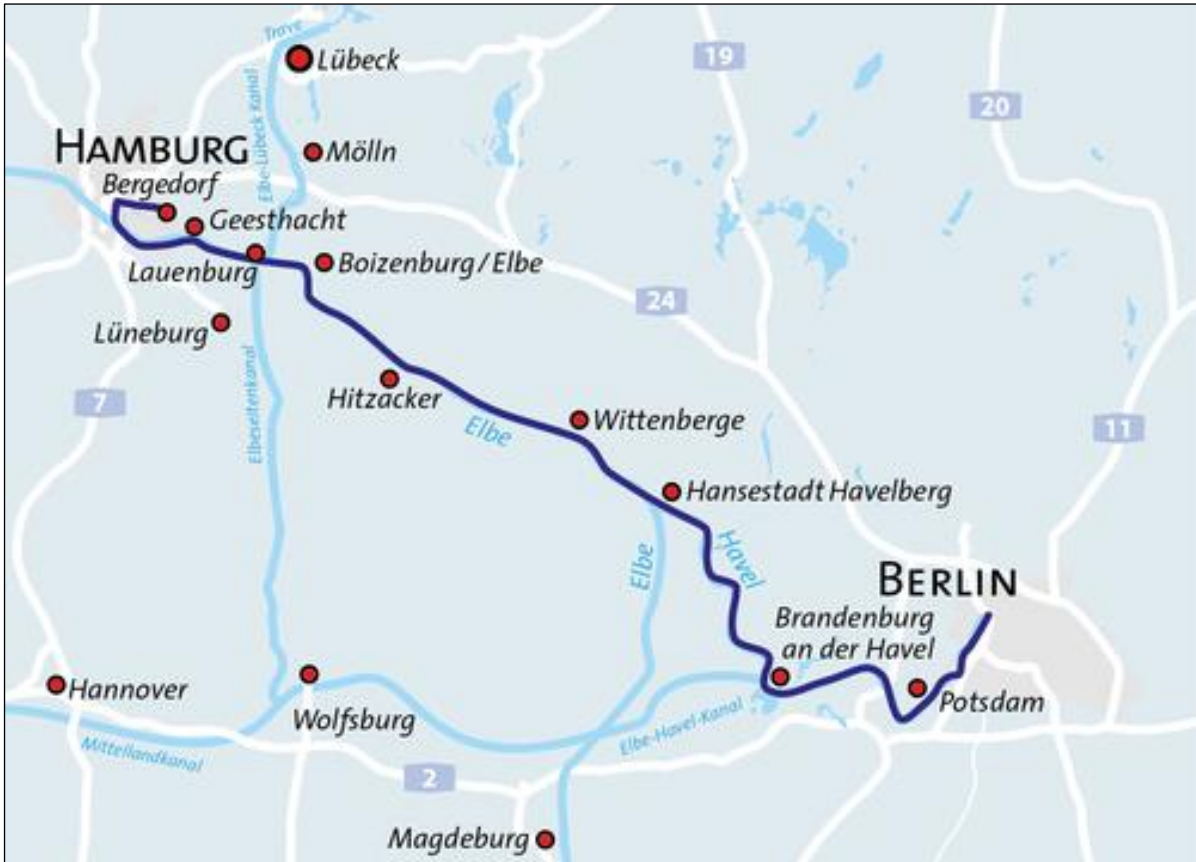 Trave
Lübeck
19
20
Elbe-Lübeck Kanal
HAMBURG
Mölln
Bergedorf
Geesthacht
Lauenburg
Boizenburg/Elbe
24
Lüneburg
7
Hitzacker
Elbeseitenkanal
Elbe
Wittenberge
11
Hansestadt Havelberg
Elbe
Havel
BERLIN
Brandenburg
an der Havel
Hannover
Potsdam
Wolfsburg
Elbe-Havel-Kanal
Mittellandkanal
2
Magdeburg